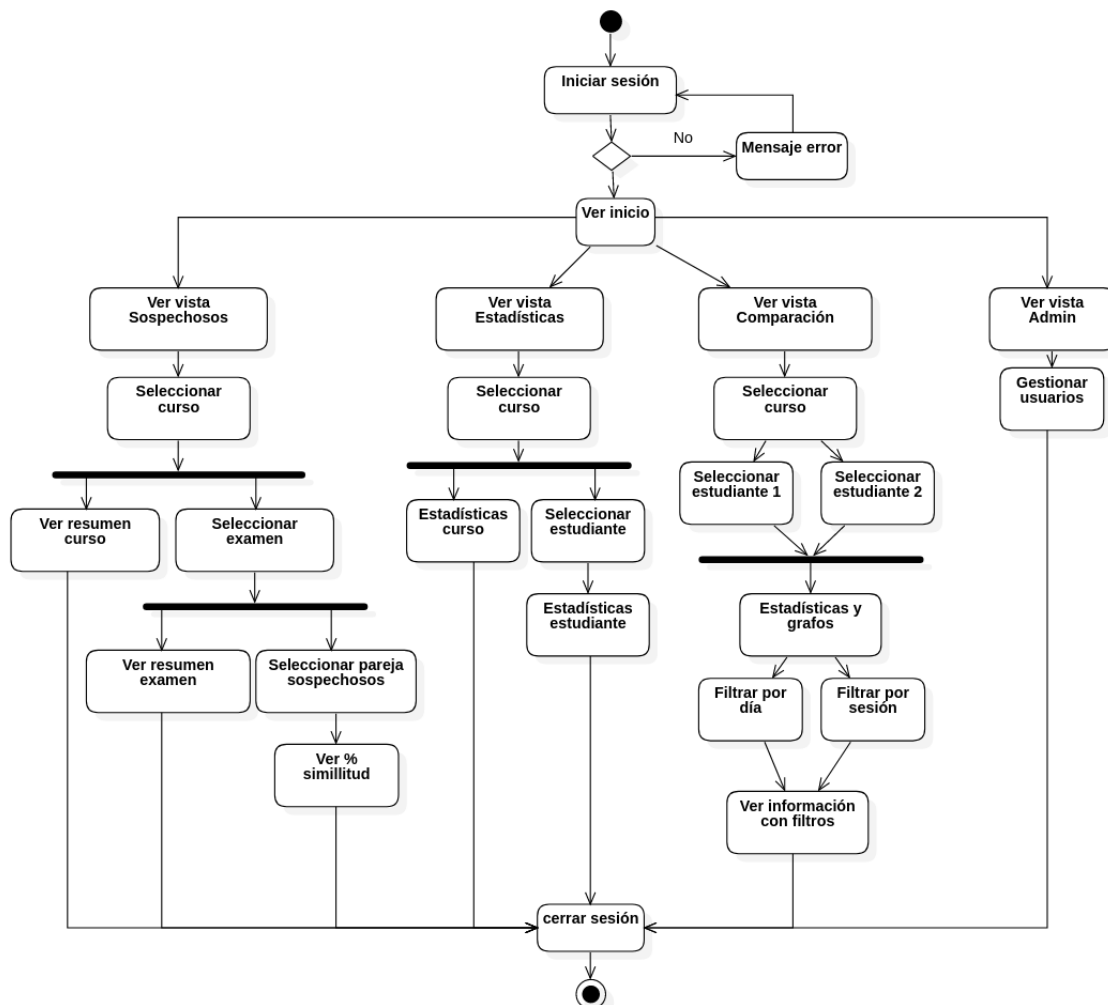 Iniciar sesión
No
Mensaje error
Ver inicio
Ver vista
Sospechosos
Ver vista
Estadísticas
Ver vista
Comparación
Ver vista
Admin
Seleccionar
curso
Seleccionar
curso
Seleccionar
curso
Gestionar
usuarios
Seleccionar
estudiante 1
Seleccionar
estudiante 2
Ver resumen
curso
Seleccionar
examen
Estadísticas
curso
Seleccionar
estudiante
Estadísticas
estudiante
Estadísticas y
grafos
Ver resumen
examen
Seleccionar pareja
sospechosos
Filtrar por
día
Filtrar por
sesión
Ver %
simillitud
Ver información
con filtros
cerrar sesión